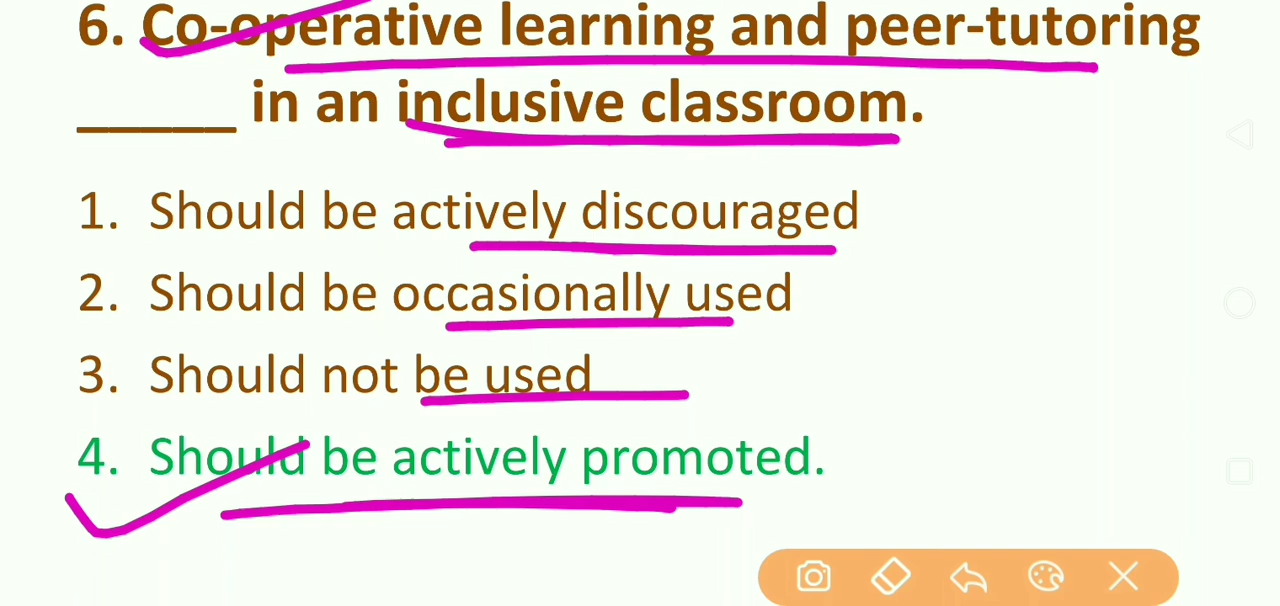 6. Co-operative learning and peer-tutoring
_____ in an inclusive classroom.
1. Should be actively discouraged
2. Should be occasionally used
3. Should not be used
4. Should be actively promoted.